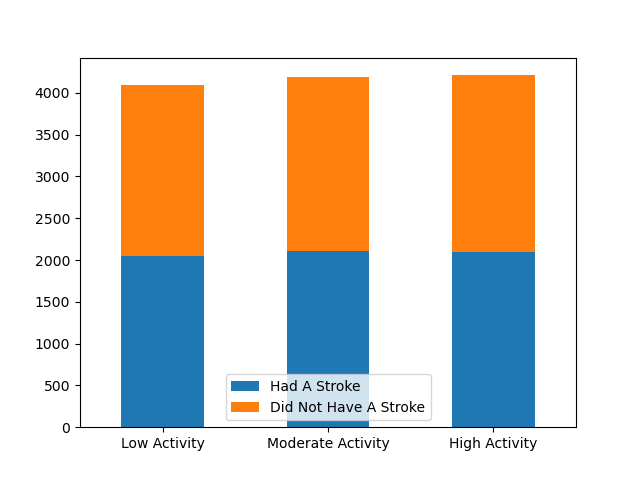 4000
3500
3000
2500
2000
1500
1000
500
0
Had A Stroke
Did Not Have A Stroke
Low Activity
Moderate Activity
High Activity